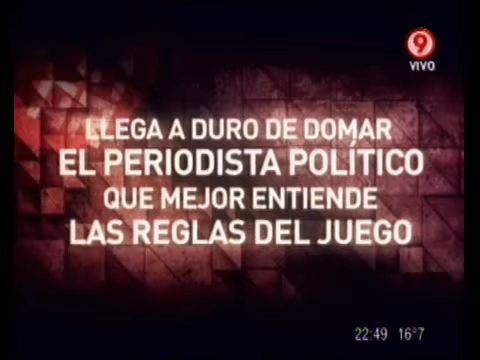 9
VIVO
LLEGA A DURO DE DOMAR
EL PERIODISTA POLÍTICO
QUE MEJOR ENTIENDE
LAS REGLAS DEL JUEGO
22:49 16°7